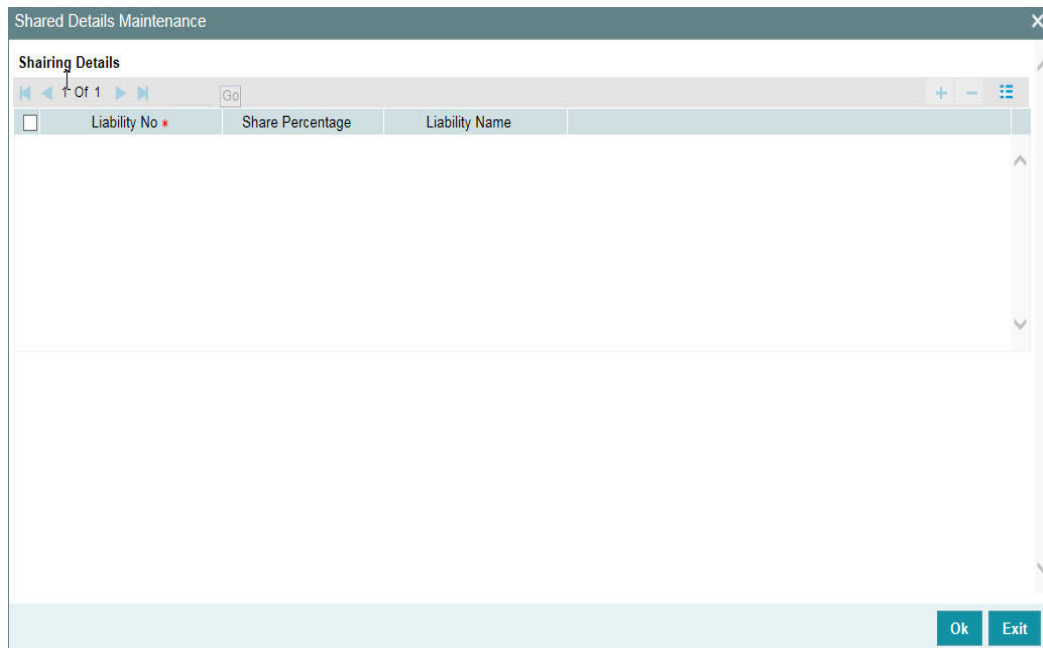 Shared Details Maintenance
Shairing Details
1 Of 1 Go
Liability No * Share Percentage Liability Name
Ok Exit